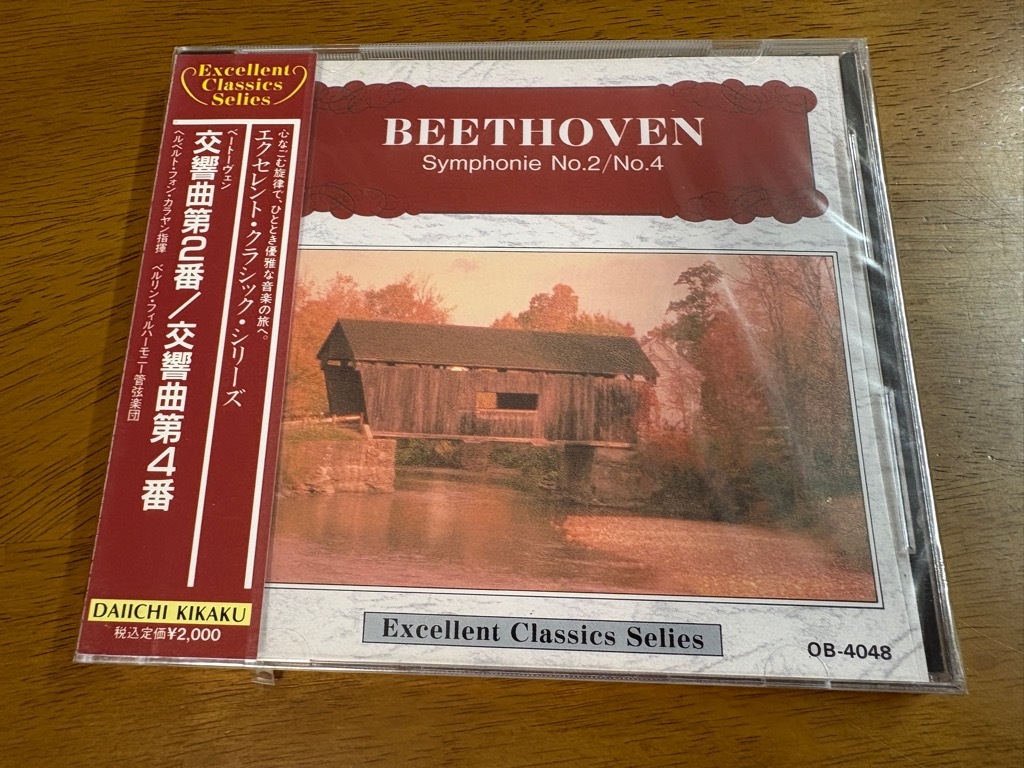 Excellent
Classics
Selies
心なごむ旋律で、ひととき優雅な音楽の旅へ。
エクセレント・クラシック・シリーズ
ベートーヴェン
交響曲第2番/交響曲第4番
ヘルベルト・フォン・カラヤン指揮 ベルリン・フィルハーモニー管弦楽団
DAIICHI KIKAKU
税込定価¥2,000
BEETHOVEN
Symphonie No.2/No.4
Excellent Classics Selies
OB-4048